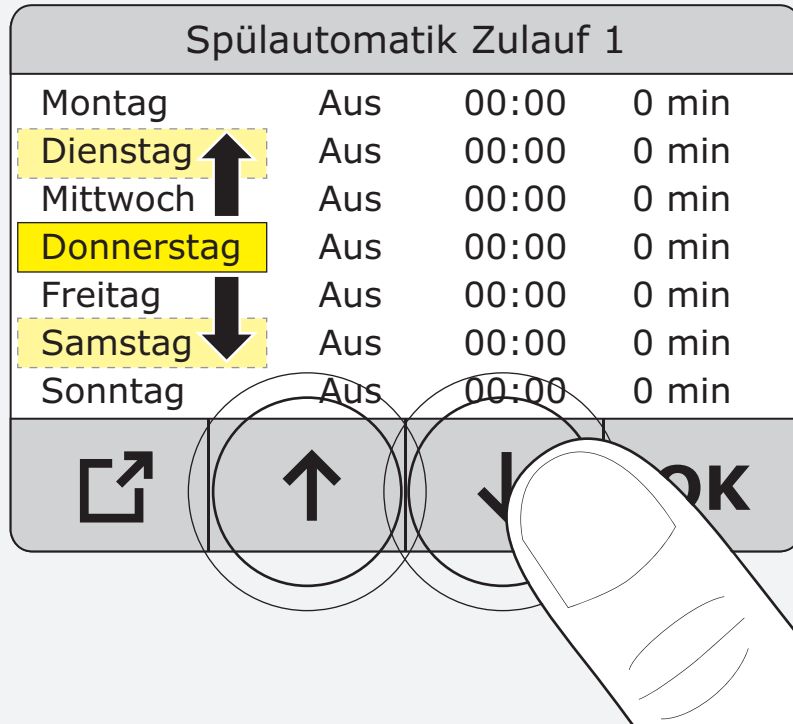 Spülautomatik Zulauf 1
Montag Aus 00:00 0 min
Dienstag Aus 00:00 0 min
Mittwoch Aus 00:00 0 min
Donnerstag Aus 00:00 0 min
Freitag Aus 00:00 0 min
Samstag Aus 00:00 0 min
Sonntag Aus 00:00 0 min
OK